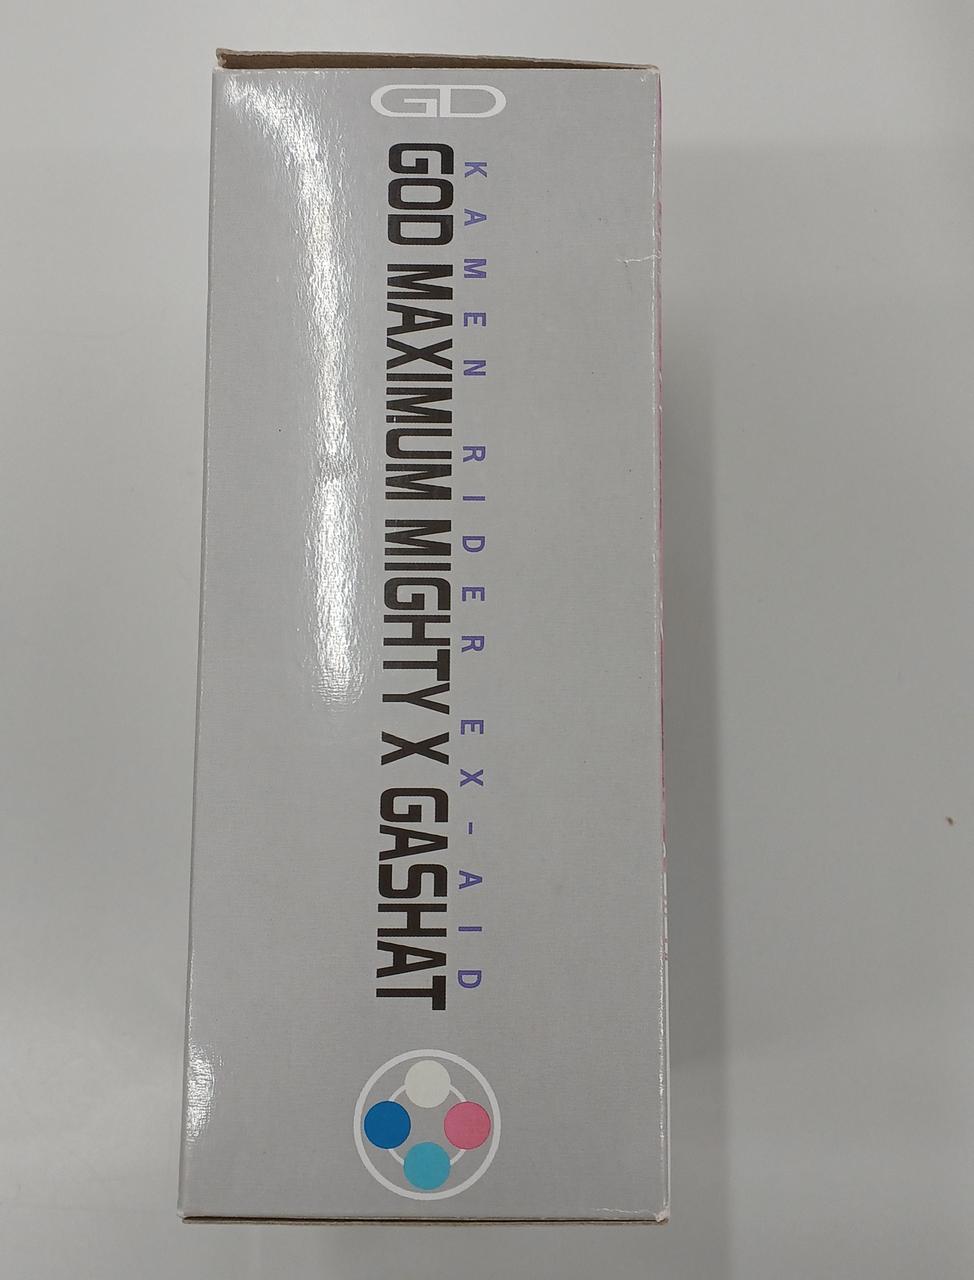 GD
KAMEN RIDER EX-AID
GOD MAXIMUM MIGHTY X GASHAT